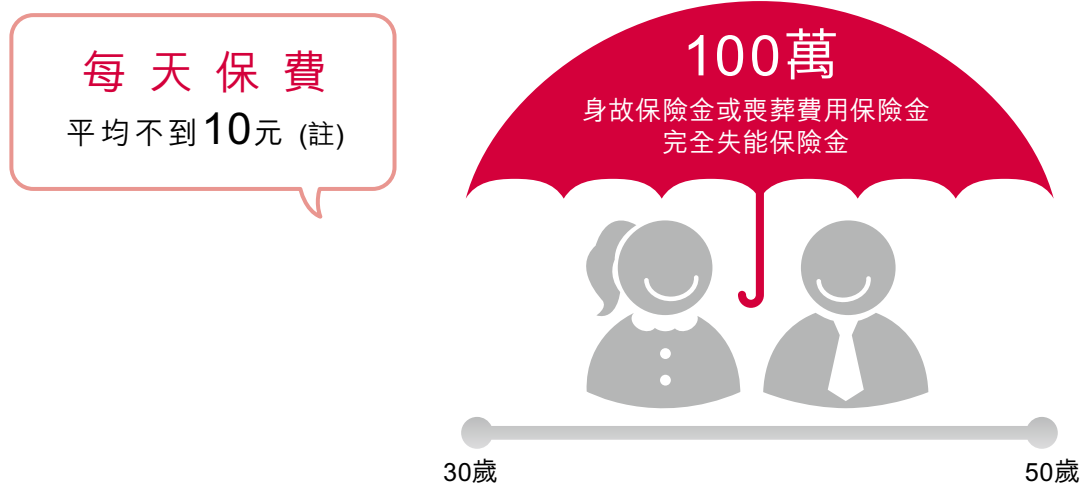 每天保費
平均不到10元 (註)
100萬
身故保險金或喪葬費用保險金
完全失能保險金
30歲
50歲